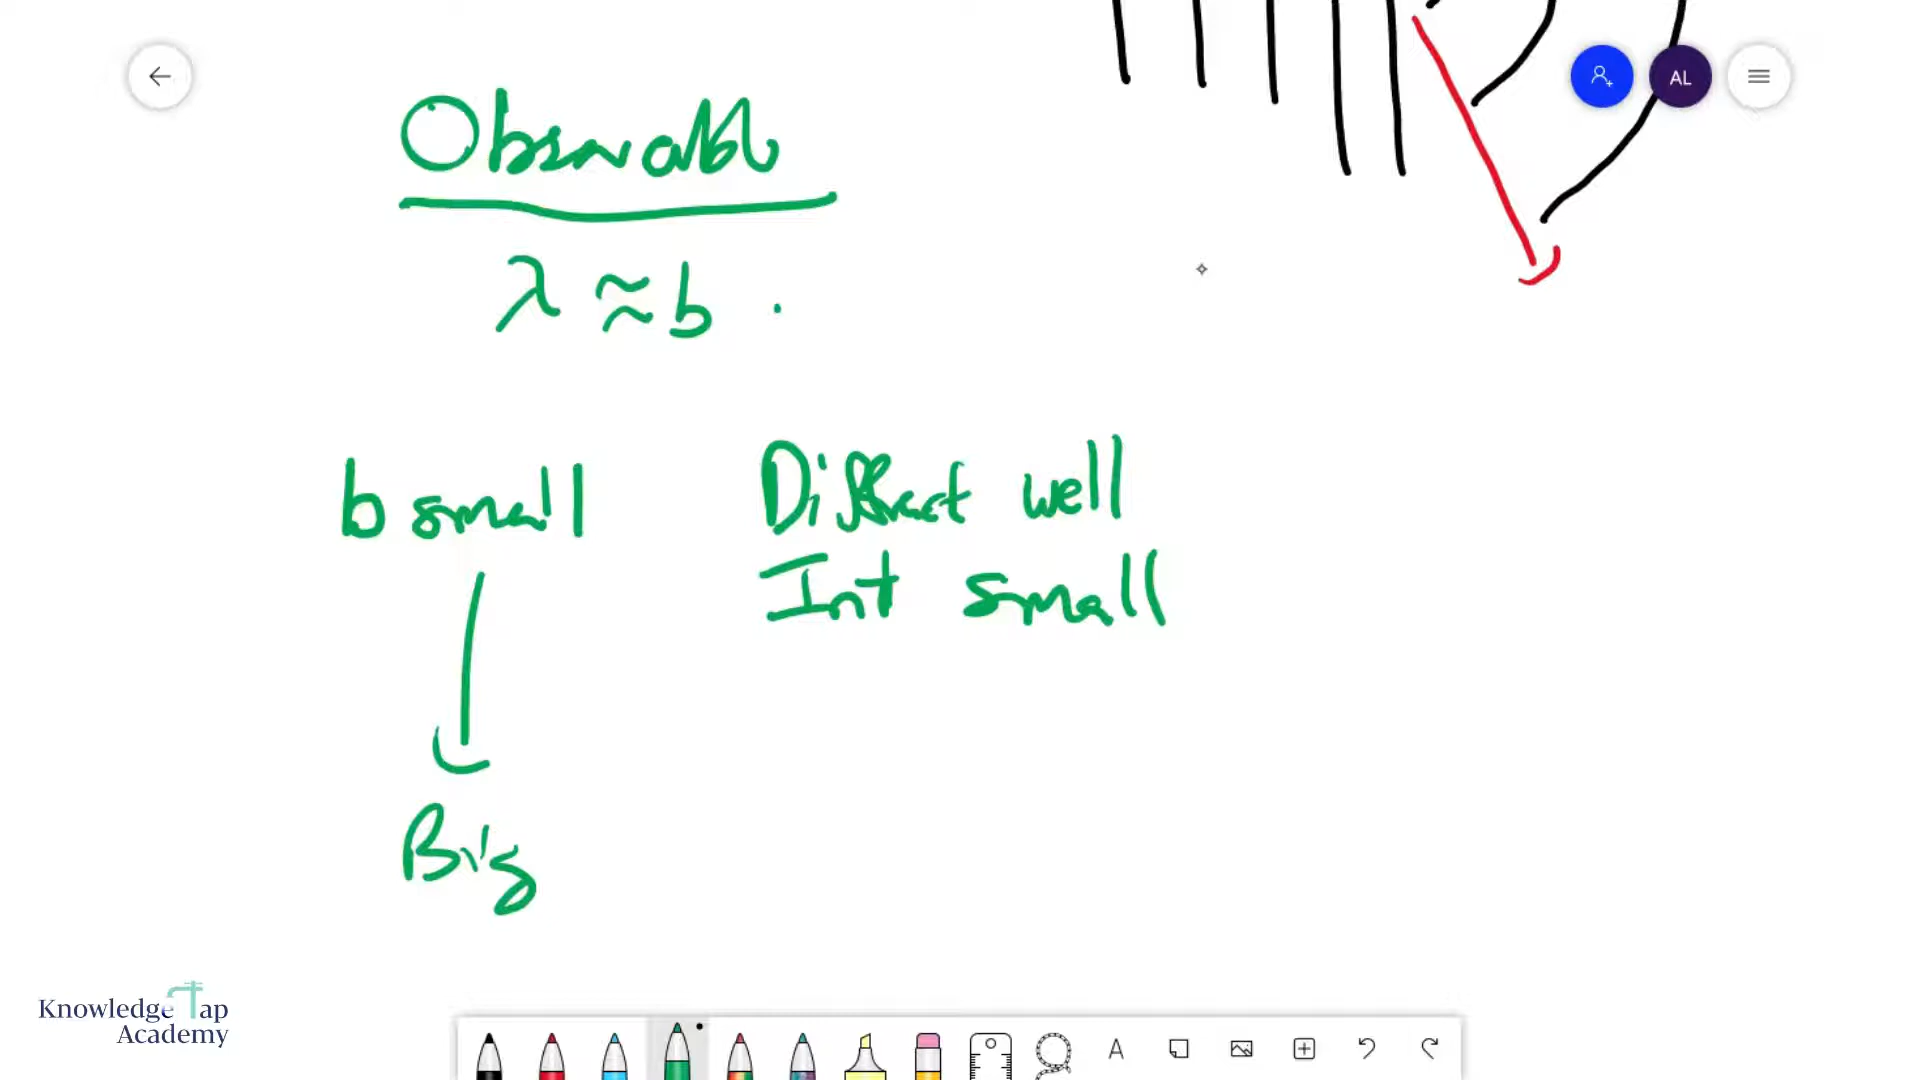 AL
Observable
λ ≈ b .
b small
Diffract well
Int small
Big
Knowledge Tap
Academy
A